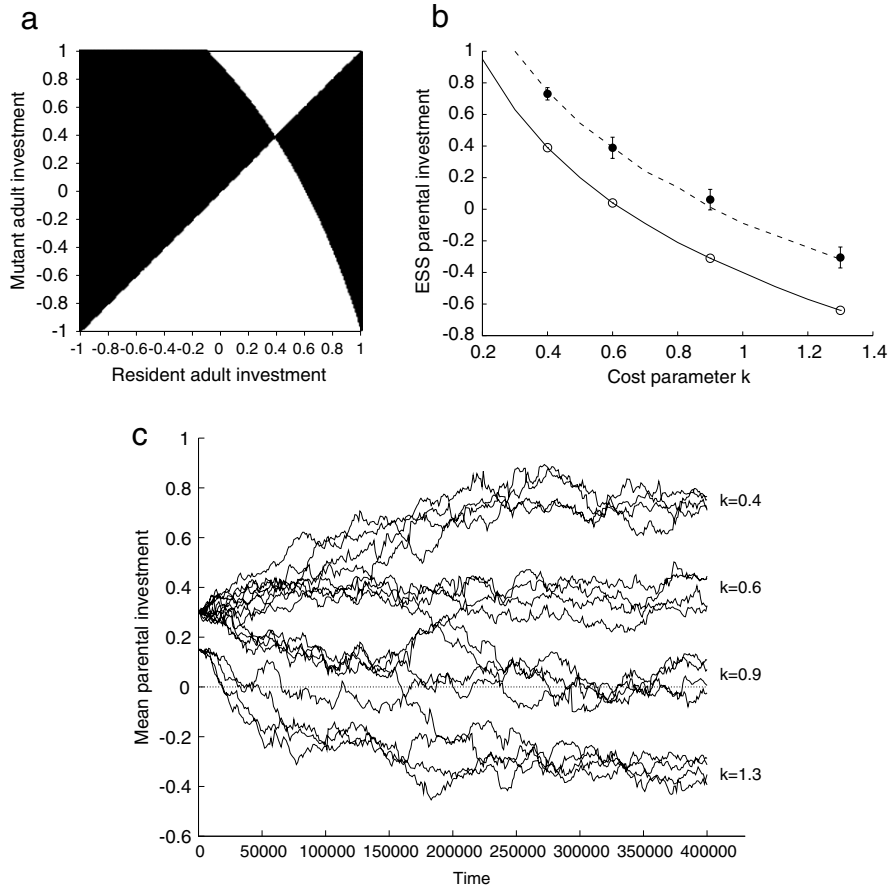 a
Mutant adult investment
1
0.8
0.6
0.4
0.2
0
-0.2
-0.4
-0.6
-0.8
-1
-1 -0.8 -0.6 -0.4 -0.2 0 0.2 0.4 0.6 0.8 1
Resident adult investment
b
ESS parental investment
1
0.8
0.6
0.4
0.2
0
-0.2
-0.4
-0.6
-0.8
0.2 0.4 0.6 0.8 1 1.2 1.4
Cost parameter k
c
Mean parental investment
1
0.8
0.6
0.4
0.2
0
-0.2
-0.4
-0.6
k=0.4
k=0.6
k=0.9
k=1.3
0 50000 100000 150000 200000 250000 300000 350000 400000
Time